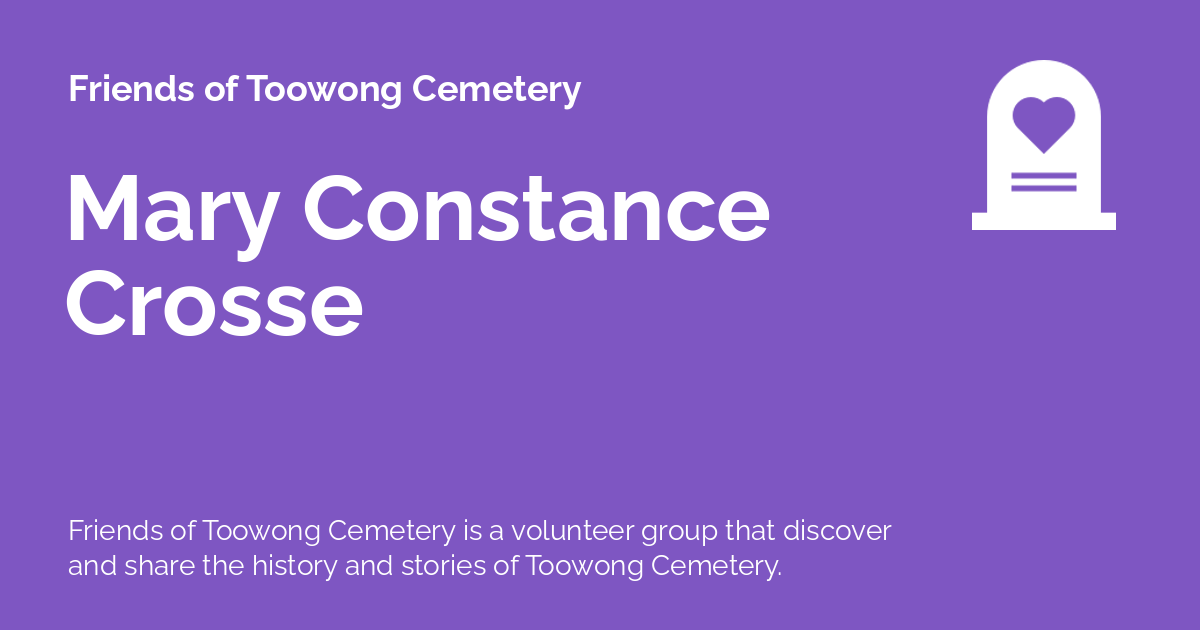 Friends of Toowong Cemetery
Mary Constance
Crosse
Friends of Toowong Cemetery is a volunteer group that discover
and share the history and stories of Toowong Cemetery.